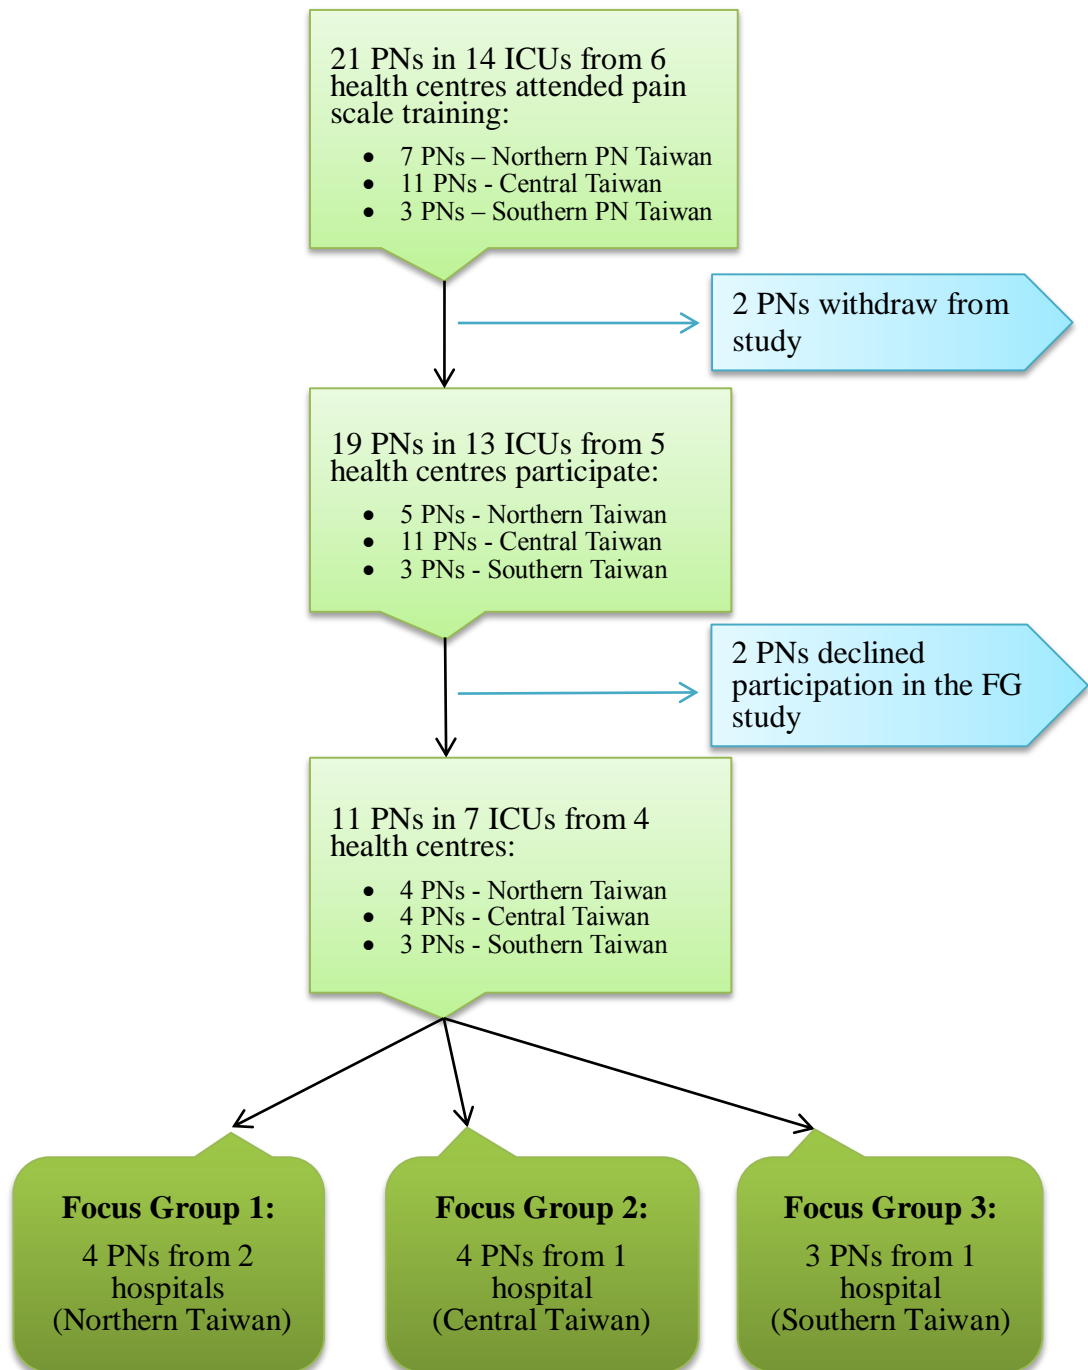 21 PNs in 14 ICUs from 6
health centres attended pain
scale training:
• 7 PNs – Northern PN Taiwan
• 11 PNs - Central Taiwan
• 3 PNs – Southern PN Taiwan
2 PNs withdraw from
study
19 PNs in 13 ICUs from 5
health centres participate:
• 5 PNs - Northern Taiwan
• 11 PNs - Central Taiwan
• 3 PNs - Southern Taiwan
2 PNs declined
participation in the FG
study
11 PNs in 7 ICUs from 4
health centres:
• 4 PNs - Northern Taiwan
• 4 PNs - Central Taiwan
• 3 PNs - Southern Taiwan
Focus Group 1:
4 PNs from 2
hospitals
(Northern Taiwan)
Focus Group 2:
4 PNs from 1
hospital
(Central Taiwan)
Focus Group 3:
3 PNs from 1
hospital
(Southern Taiwan)